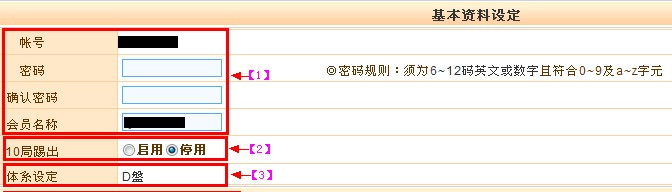 基本资料设定
帐号
密码 【1】 ◎密码规则：须为6~12码英文或数字且符合0~9及a~z字元
确认密码
会员名称
10局踢出 启用 停用 【2】
体系设定 D盤 【3】